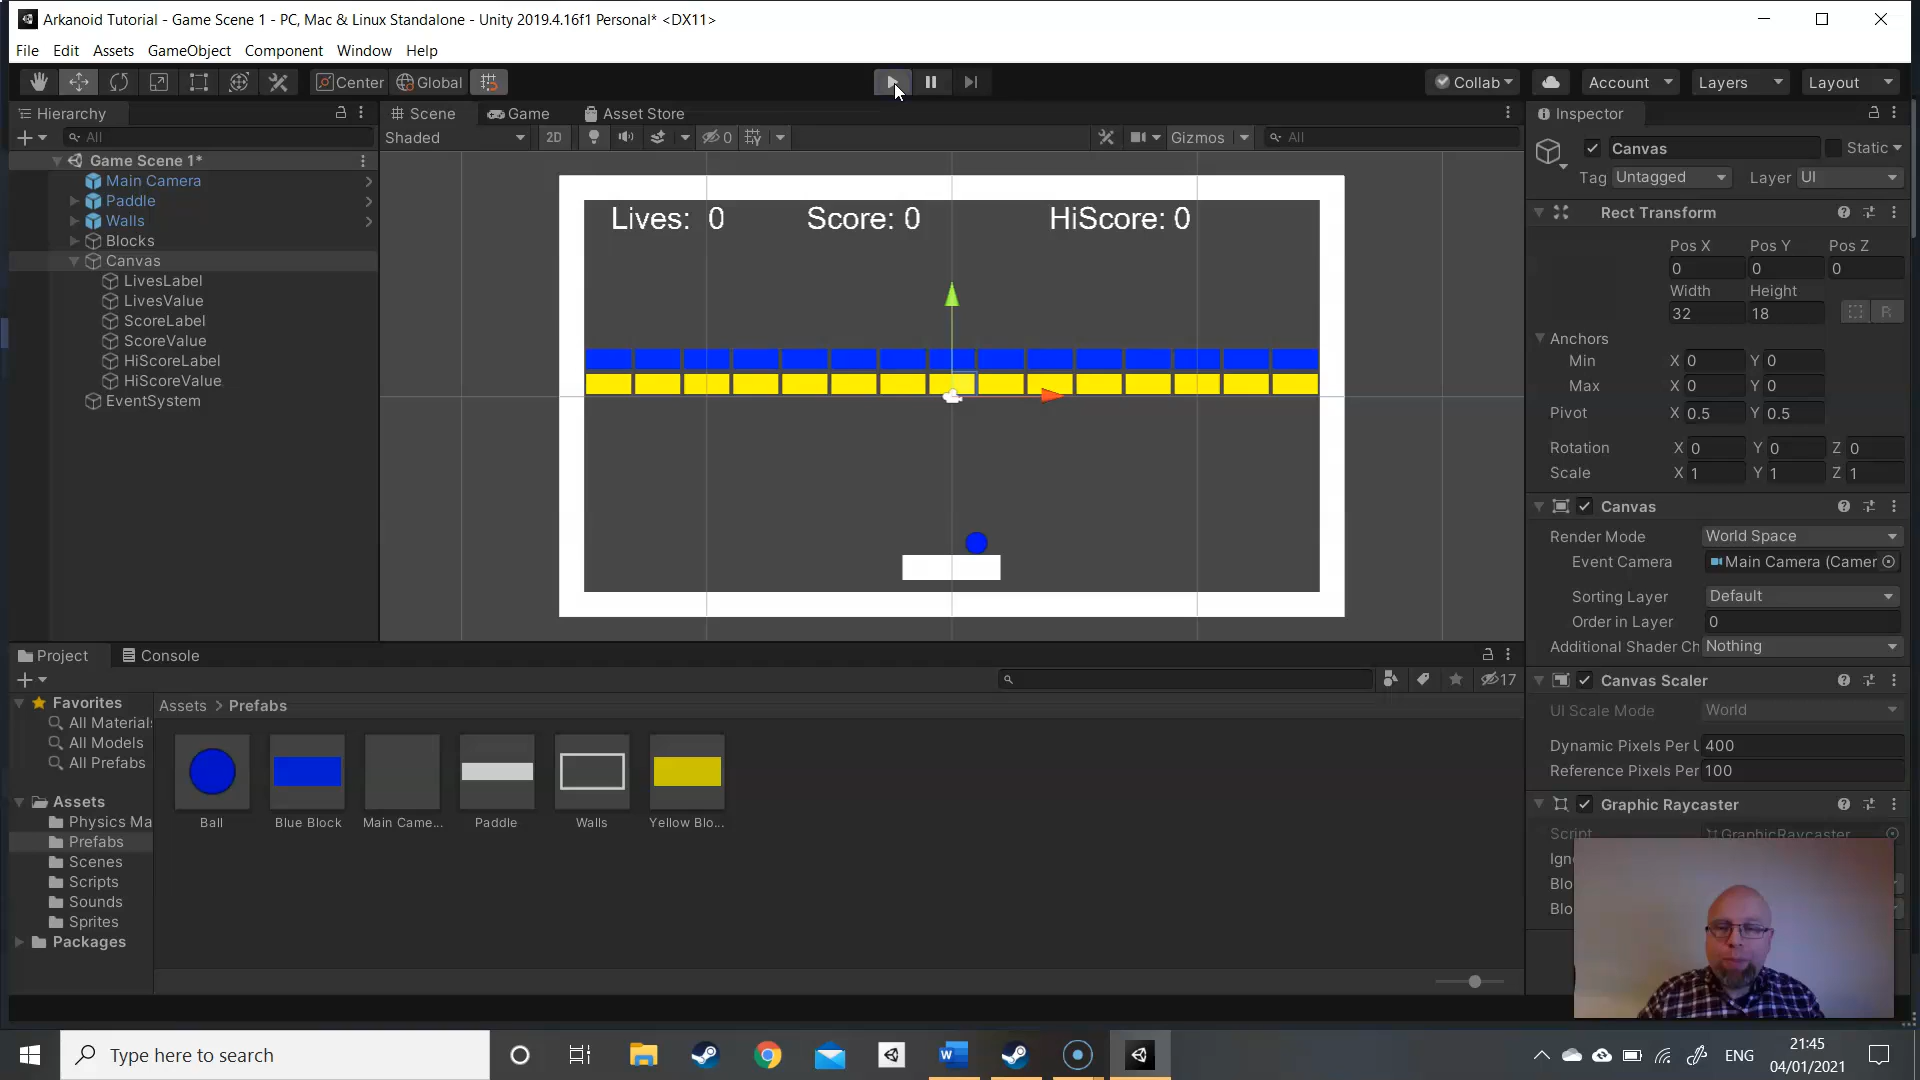 Arkanoid Tutorial - Game Scene 1 - PC, Mac & Linux Standalone - Unity 2019.4.16f1 Personal* <DX11>
File Edit Assets GameObject Component Window Help
Center Global Collab Account Layers Layout
Hierarchy
All
Game Scene 1*
Main Camera
Paddle
Walls
Blocks
Canvas
LivesLabel
LivesValue
ScoreLabel
ScoreValue
HiScoreLabel
HiScoreValue
EventSystem
Scene Game Asset Store
Shaded 2D 0 Gizmos All
Lives: 0 Score: 0 HiScore: 0
Inspector
Canvas Static
Tag Untagged Layer UI
Rect Transform
Pos X Pos Y Pos Z
0 0 0
Width Height
32 18 R
Anchors
Min X 0 Y 0
Max X 0 Y 0
Pivot X 0.5 Y 0.5
Rotation X 0 Y 0 Z 0
Scale X 1 Y 1 Z 1
Canvas
Render Mode World Space
Event Camera Main Camera (Camer
Sorting Layer Default
Order in Layer 0
Additional Shader Ch Nothing
Canvas Scaler
UI Scale Mode World
Dynamic Pixels Per U 400
Reference Pixels Per 100
Graphic Raycaster
Script GraphicRaycaster
Ign
Blo
Blo
Project Console
17
Favorites
All Materials
All Models
All Prefabs
Assets
Physics Ma
Prefabs
Scenes
Scripts
Sounds
Sprites
Packages
Assets > Prefabs
Ball Blue Block Main Came... Paddle Walls Yellow Blo...
Type here to search
ENG
21:45
04/01/2021